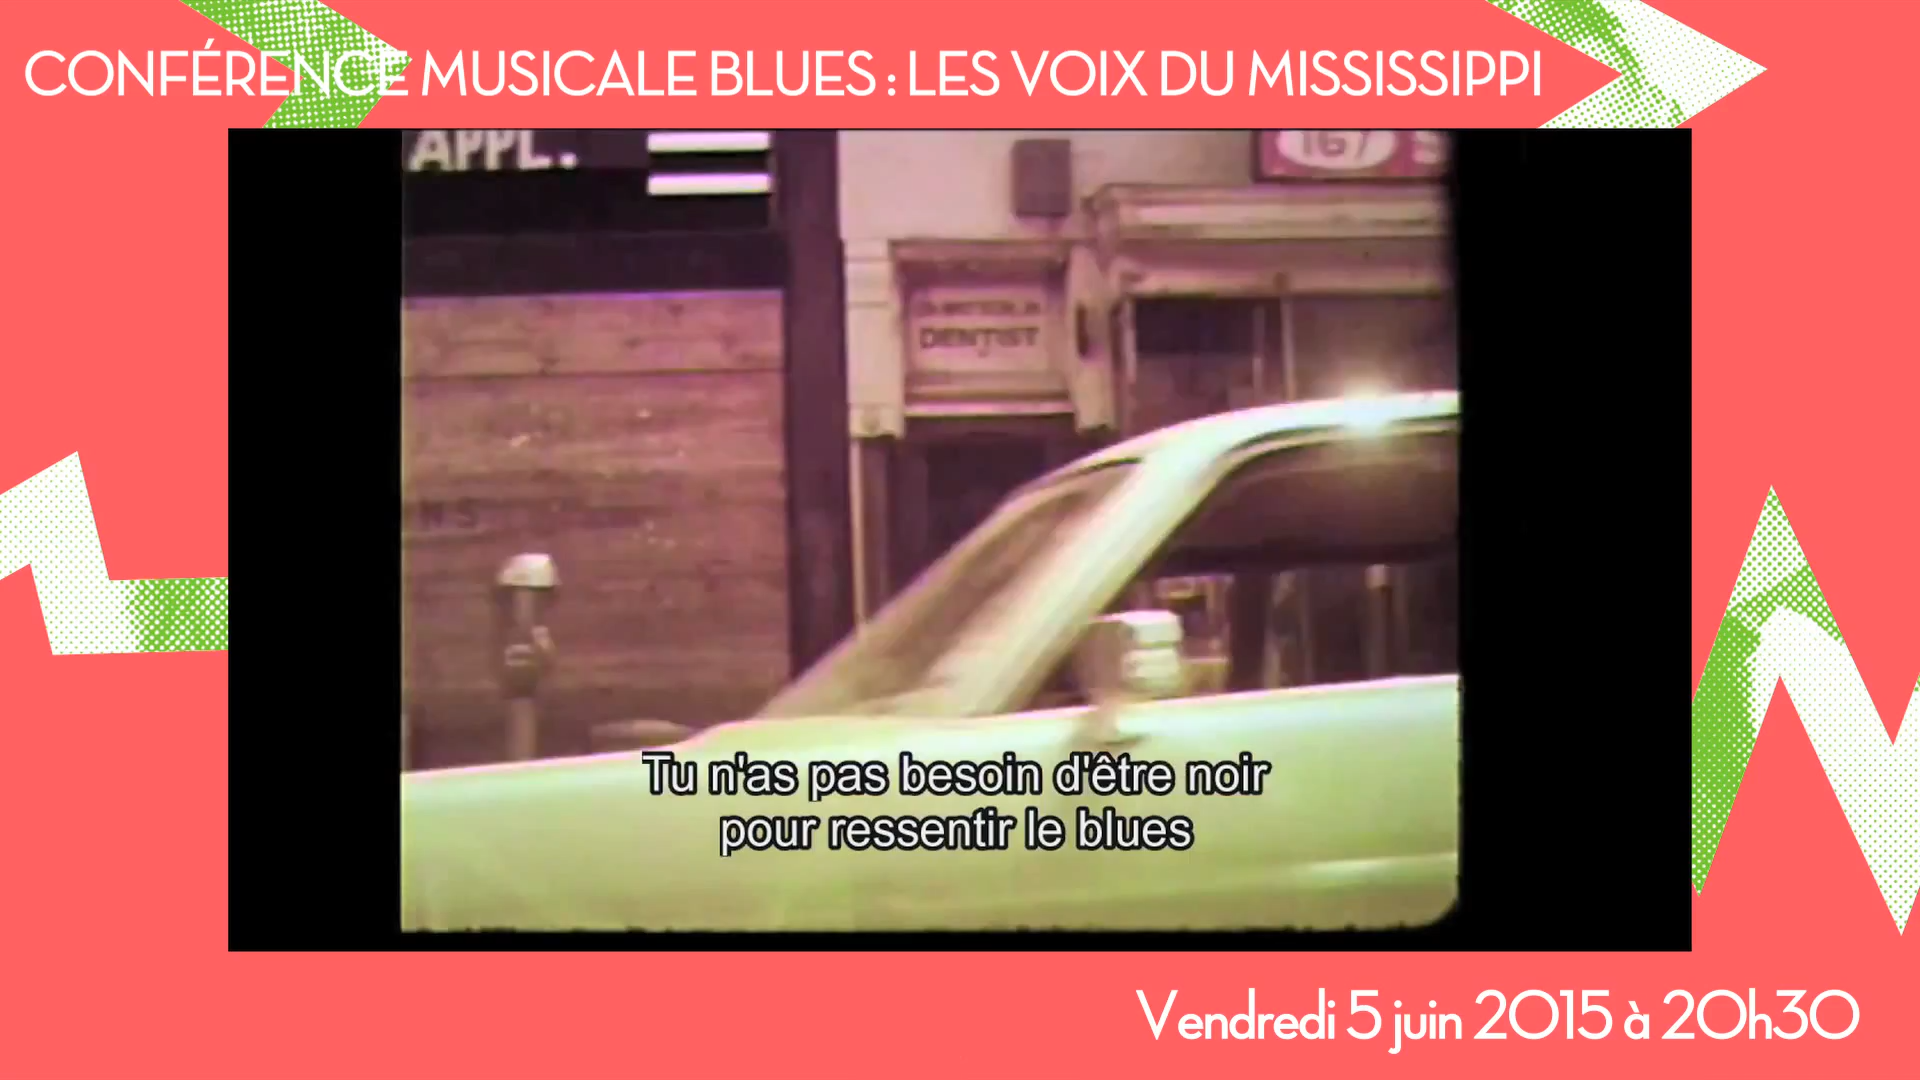 CONFÉRENCE MUSICALE BLUES : LES VOIX DU MISSISSIPPI
APPL.
DENTIST
Tu n'as pas besoin d'être noir
pour ressentir le blues
Vendredi 5 juin 2015 à 20h30